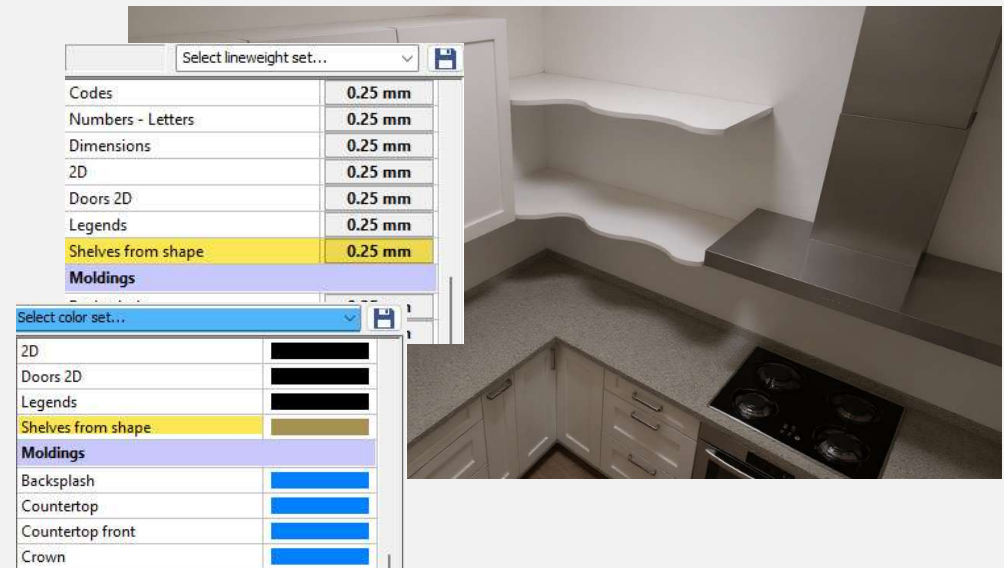 Select lineweight set...
Codes 0.25 mm
Numbers - Letters 0.25 mm
Dimensions 0.25 mm
2D 0.25 mm
Doors 2D 0.25 mm
Legends 0.25 mm
Shelves from shape 0.25 mm
Moldings
Select color set...
2D
Doors 2D
Legends
Shelves from shape
Moldings
Backsplash
Countertop
Countertop front
Crown